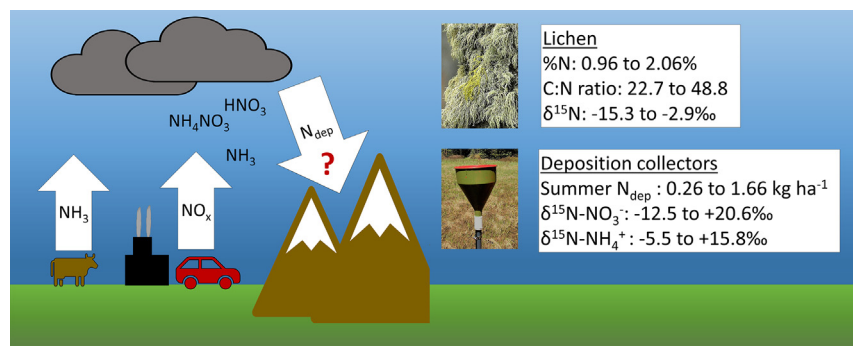 HNO₃
NH₄NO₃
NH₃
N_dep
?
NH₃
NOₓ
Lichen
%N: 0.96 to 2.06%
C:N ratio: 22.7 to 48.8
δ¹⁵N: -15.3 to -2.9‰
Deposition collectors
Summer N_dep : 0.26 to 1.66 kg ha⁻¹
δ¹⁵N-NO₃⁻: -12.5 to +20.6‰
δ¹⁵N-NH₄⁺: -5.5 to +15.8‰